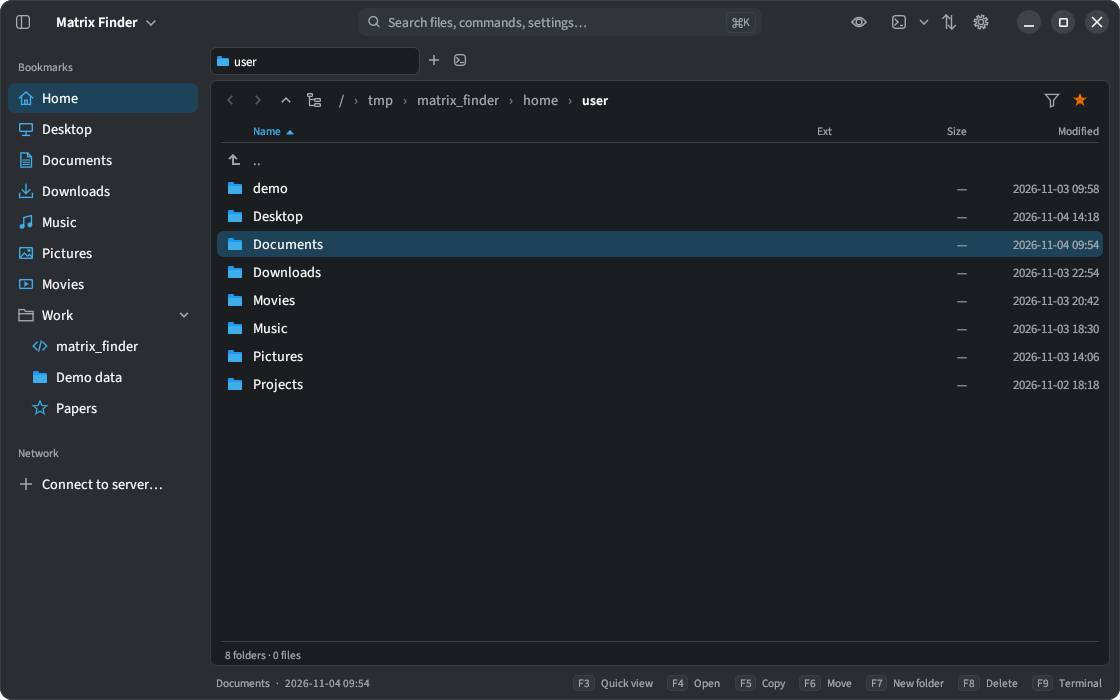 Matrix Finder
Search files, commands, settings…
⌘K
Bookmarks
Home
Desktop
Documents
Downloads
Music
Pictures
Movies
Work
matrix_finder
Demo data
Papers
Network
Connect to server…
user
/ › tmp › matrix_finder › home › user
Name Ext Size Modified
..
demo — 2026-11-03 09:58
Desktop — 2026-11-04 14:18
Documents — 2026-11-04 09:54
Downloads — 2026-11-03 22:54
Movies — 2026-11-03 20:42
Music — 2026-11-03 18:30
Pictures — 2026-11-03 14:06
Projects — 2026-11-02 18:18
8 folders · 0 files
Documents · 2026-11-04 09:54
F3 Quick view F4 Open F5 Copy F6 Move F7 New folder F8 Delete F9 Terminal